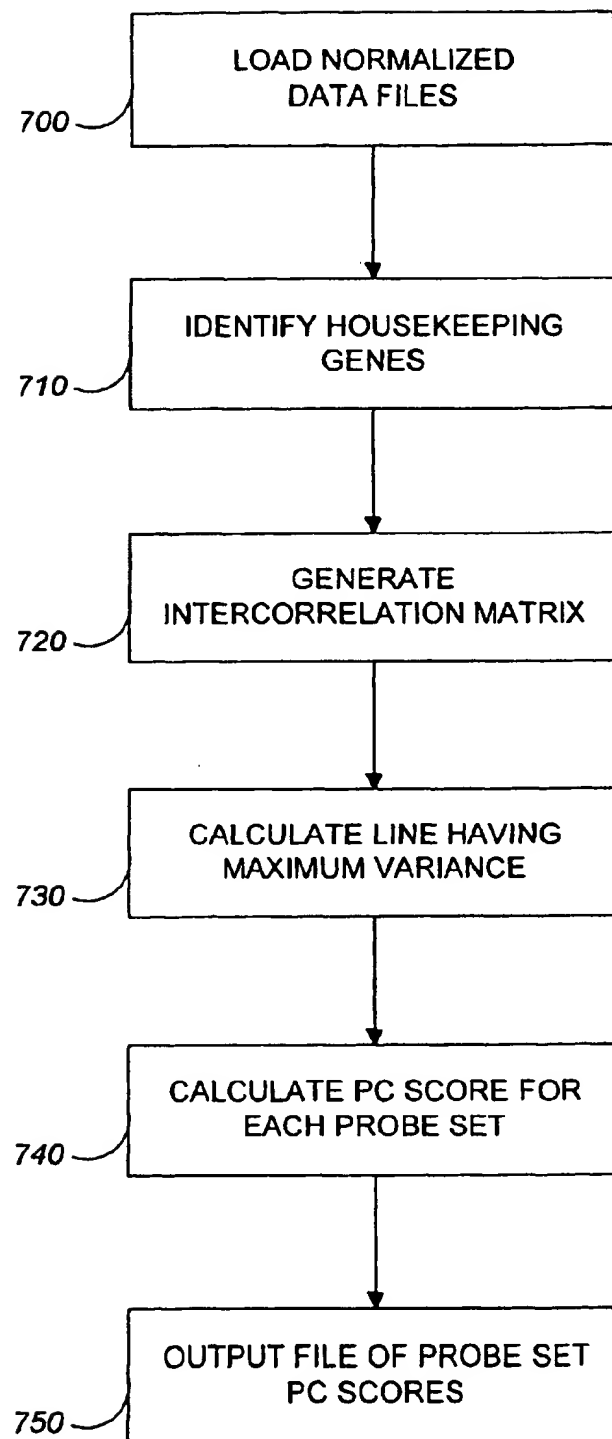 LOAD NORMALIZED
DATA FILES
700
IDENTIFY HOUSEKEEPING
GENES
710
GENERATE
INTERCORRELATION MATRIX
720
CALCULATE LINE HAVING
MAXIMUM VARIANCE
730
CALCULATE PC SCORE FOR
EACH PROBE SET
740
OUTPUT FILE OF PROBE SET
PC SCORES
750